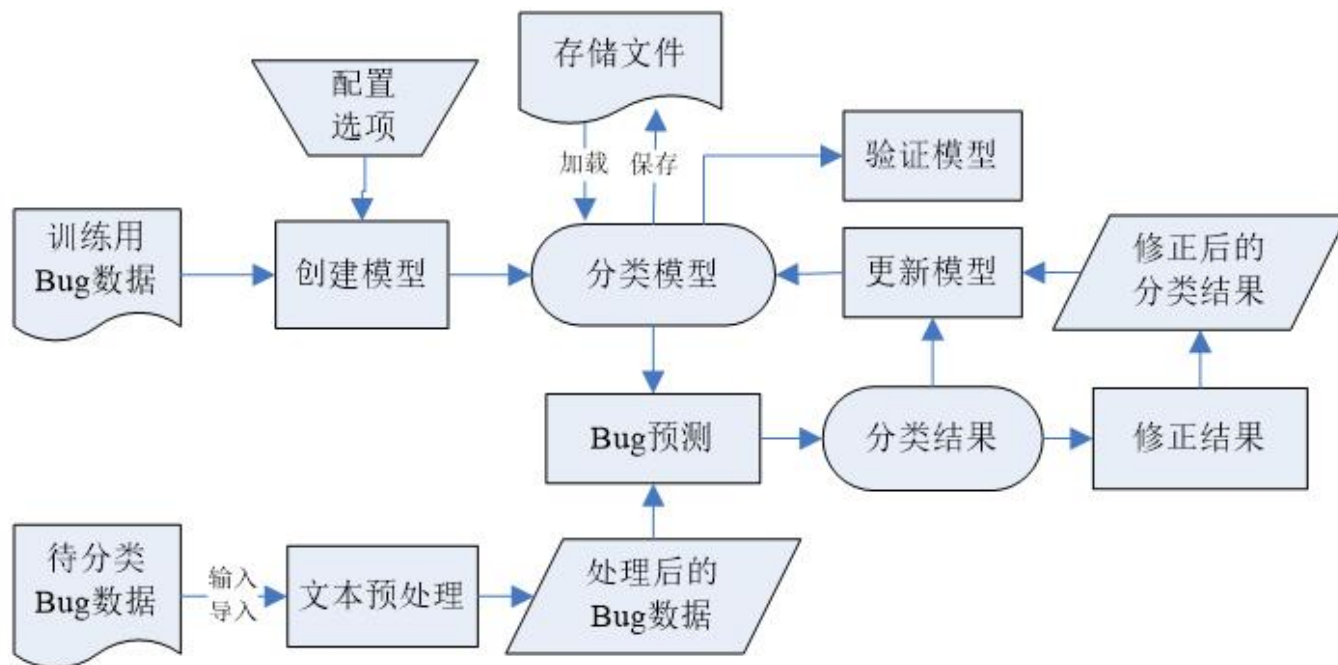 存储文件
配置
选项
加载
保存
验证模型
训练用
Bug数据
创建模型
分类模型
更新模型
修正后的
分类结果
Bug预测
分类结果
修正结果
待分类
Bug数据
输入
导入
文本预处理
处理后的
Bug数据